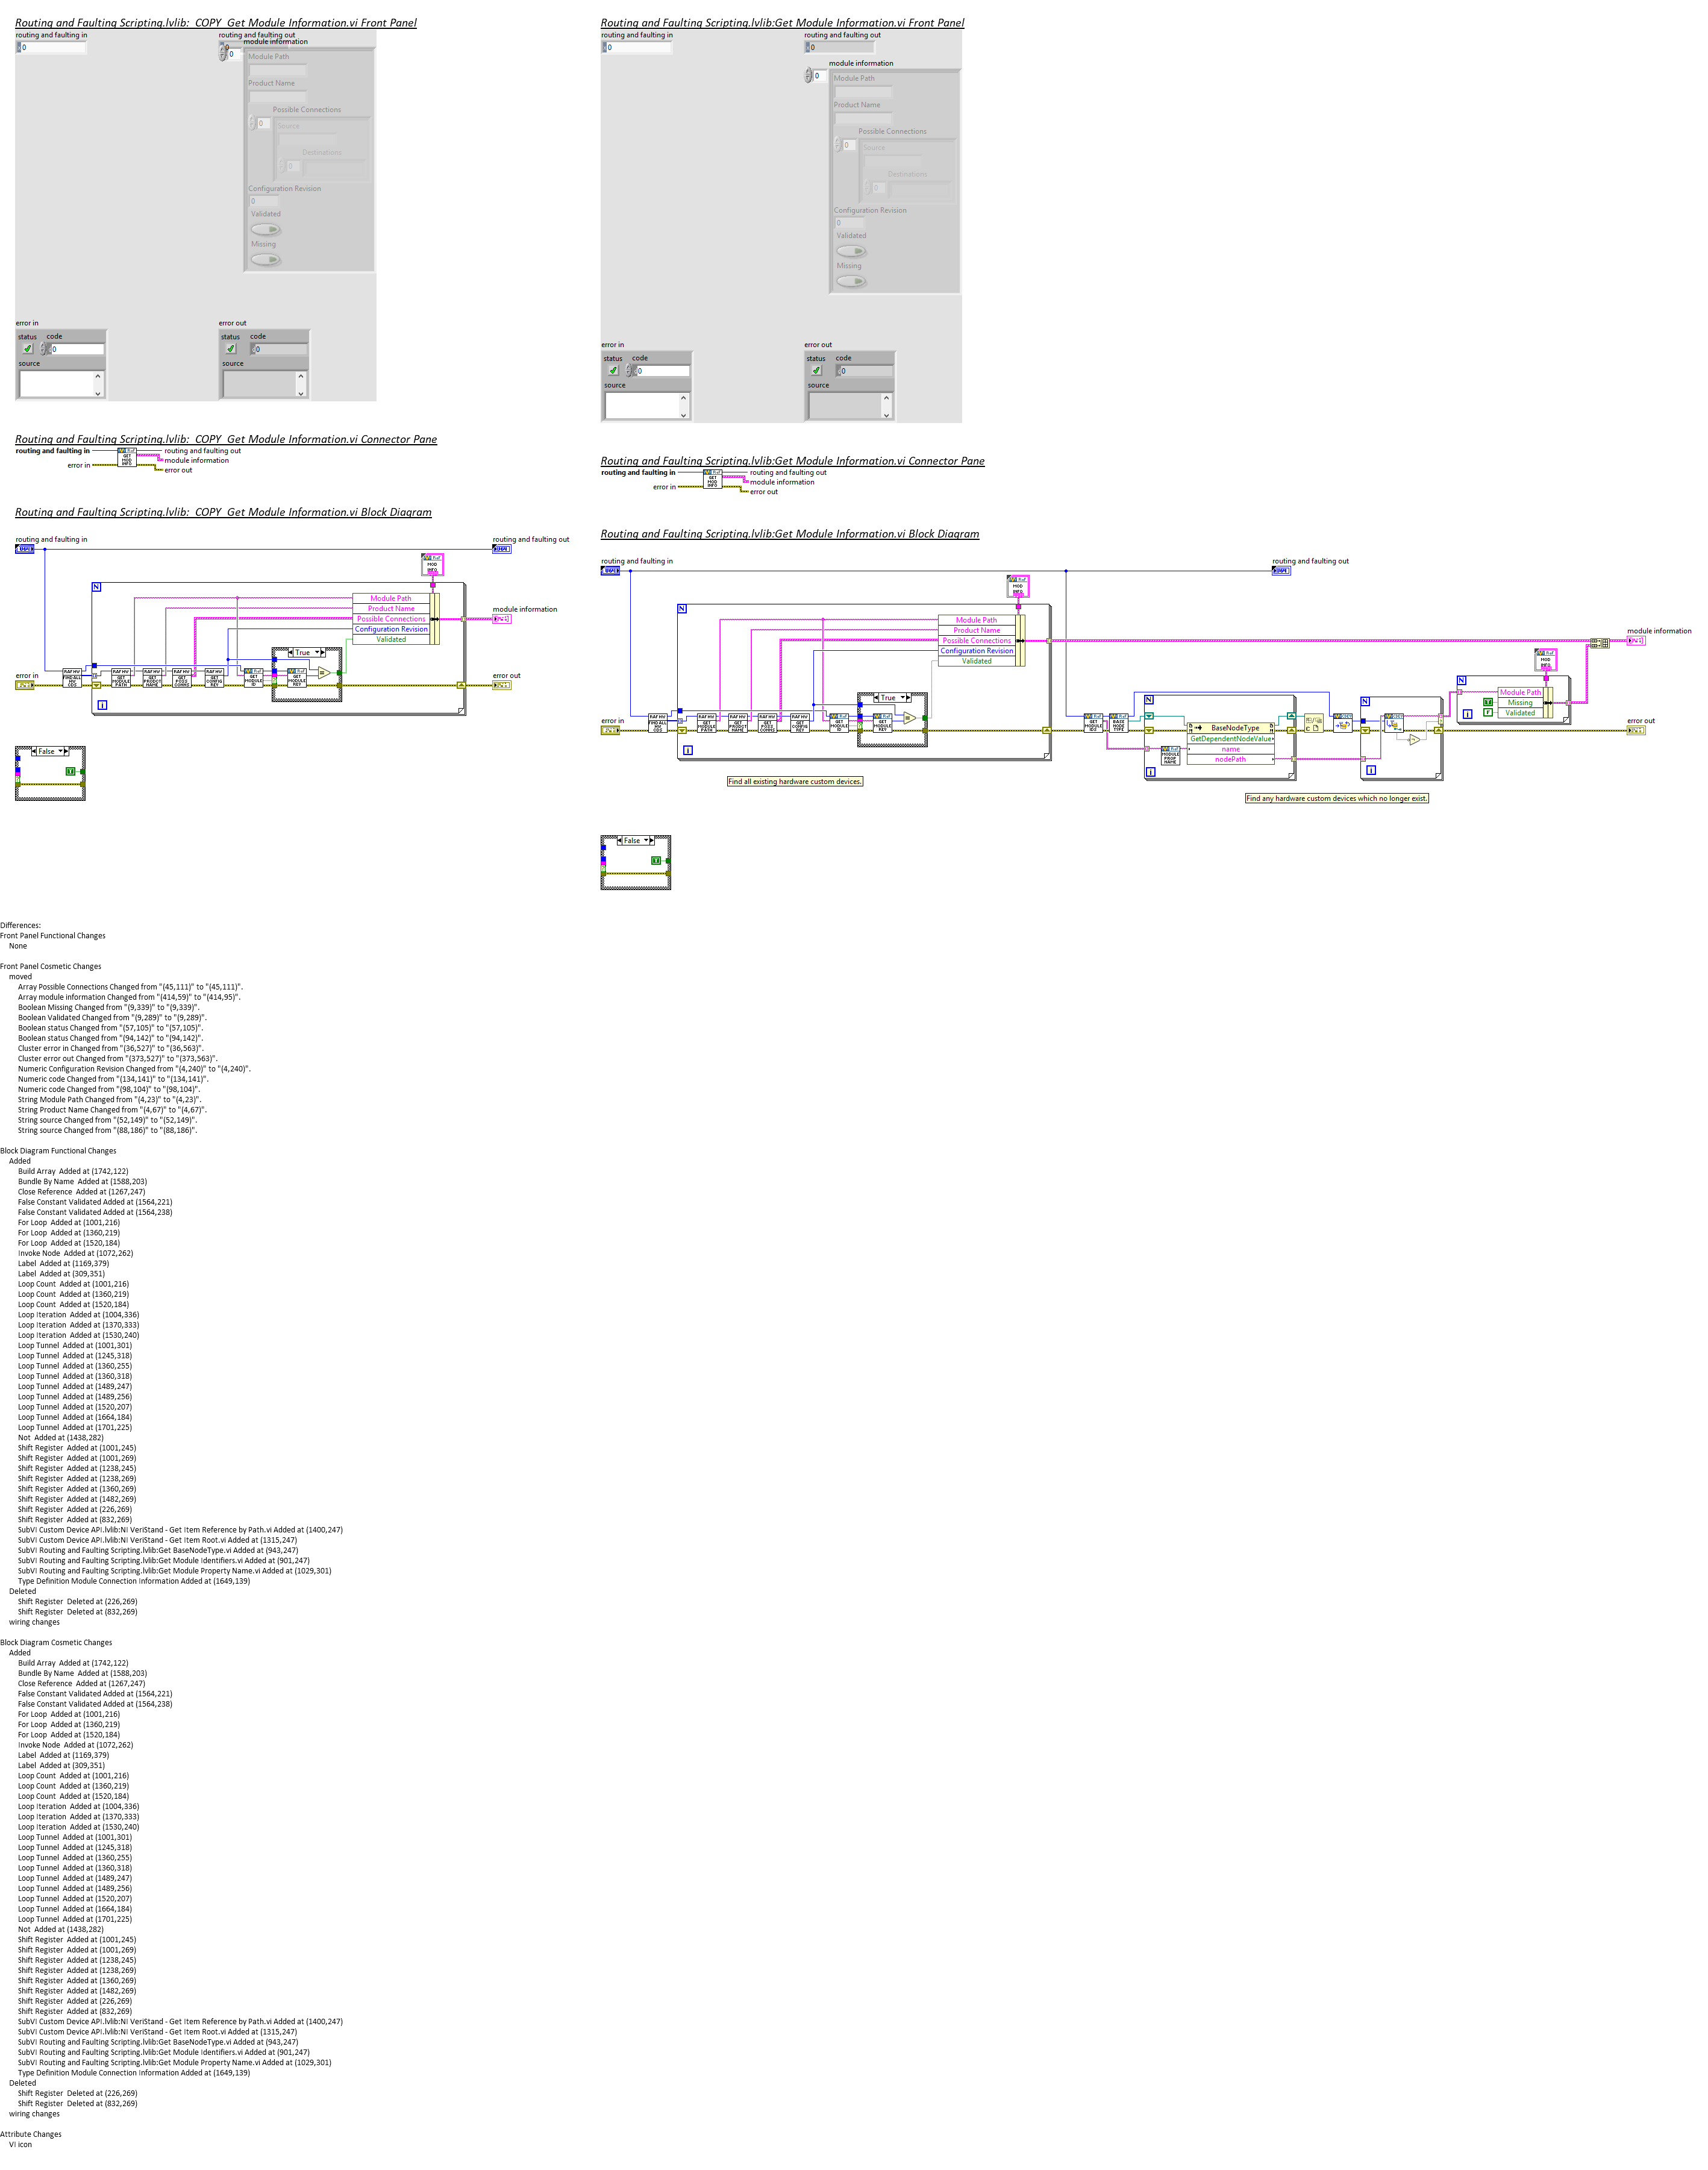 Routing and Faulting Scripting.lvlib:_COPY_Get Module Information.vi Front Panel
routing and faulting in
0
routing and faulting out
0
module information
0
Module Path
Product Name
Possible Connections
0
Source
Destinations
0
Configuration Revision
0
Validated
Missing
error in
status code
0
source
error out
status code
0
source
Routing and Faulting Scripting.lvlib:_COPY_Get Module Information.vi Connector Pane
routing and faulting in
error in
GET
MOD
INFO
routing and faulting out
module information
error out
Routing and Faulting Scripting.lvlib:_COPY_Get Module Information.vi Block Diagram
routing and faulting in
routing and faulting out
MOD
INFO
N
Module Path
Product Name
Possible Connections
Configuration Revision
Validated
module information
True
error in
error out
i
False
Routing and Faulting Scripting.lvlib:Get Module Information.vi Front Panel
routing and faulting in
0
routing and faulting out
0
module information
0
Module Path
Product Name
Possible Connections
0
Source
Destinations
0
Configuration Revision
0
Validated
Missing
error in
status code
0
source
error out
status code
0
source
Routing and Faulting Scripting.lvlib:Get Module Information.vi Connector Pane
routing and faulting in
error in
GET
MOD
INFO
routing and faulting out
module information
error out
Routing and Faulting Scripting.lvlib:Get Module Information.vi Block Diagram
routing and faulting in
routing and faulting out
MOD
INFO
N
Module Path
Product Name
Possible Connections
Configuration Revision
Validated
module information
True
error in
error out
i
N
BaseNodeType
GetDependentNodeValue
name
nodePath
i
N
i
N
Module Path
Missing
Validated
i
MOD
INFO
Find all existing hardware custom devices.
Find any hardware custom devices which no longer exist.
False
Differences:
Front Panel Functional Changes
None
Front Panel Cosmetic Changes
moved
Array Possible Connections Changed from "(45,111)" to "(45,111)".
Array module information Changed from "(414,59)" to "(414,95)".
Boolean Missing Changed from "(9,339)" to "(9,339)".
Boolean Validated Changed from "(9,289)" to "(9,289)".
Boolean status Changed from "(57,105)" to "(57,105)".
Boolean status Changed from "(94,142)" to "(94,142)".
Cluster error in Changed from "(36,527)" to "(36,563)".
Cluster error out Changed from "(373,527)" to "(373,563)".
Numeric Configuration Revision Changed from "(4,240)" to "(4,240)".
Numeric code Changed from "(134,141)" to "(134,141)".
Numeric code Changed from "(98,104)" to "(98,104)".
String Module Path Changed from "(4,23)" to "(4,23)".
String Product Name Changed from "(4,67)" to "(4,67)".
String source Changed from "(52,149)" to "(52,149)".
String source Changed from "(88,186)" to "(88,186)".
Block Diagram Functional Changes
Added
Build Array  Added at (1742,122)
Bundle By Name  Added at (1588,203)
Close Reference  Added at (1267,247)
False Constant Validated Added at (1564,221)
False Constant Validated Added at (1564,238)
For Loop  Added at (1001,216)
For Loop  Added at (1360,219)
For Loop  Added at (1520,184)
Invoke Node  Added at (1072,262)
Label  Added at (1169,379)
Label  Added at (309,351)
Loop Count  Added at (1001,216)
Loop Count  Added at (1360,219)
Loop Count  Added at (1520,184)
Loop Iteration  Added at (1004,336)
Loop Iteration  Added at (1370,333)
Loop Iteration  Added at (1530,240)
Loop Tunnel  Added at (1001,301)
Loop Tunnel  Added at (1245,318)
Loop Tunnel  Added at (1360,255)
Loop Tunnel  Added at (1360,318)
Loop Tunnel  Added at (1489,247)
Loop Tunnel  Added at (1489,256)
Loop Tunnel  Added at (1520,207)
Loop Tunnel  Added at (1664,184)
Loop Tunnel  Added at (1701,225)
Not  Added at (1438,282)
Shift Register  Added at (1001,245)
Shift Register  Added at (1001,269)
Shift Register  Added at (1238,245)
Shift Register  Added at (1238,269)
Shift Register  Added at (1360,269)
Shift Register  Added at (1482,269)
Shift Register  Added at (226,269)
Shift Register  Added at (832,269)
SubVI Custom Device API.lvlib:NI VeriStand - Get Item Reference by Path.vi Added at (1400,247)
SubVI Custom Device API.lvlib:NI VeriStand - Get Item Root.vi Added at (1315,247)
SubVI Routing and Faulting Scripting.lvlib:Get BaseNodeType.vi Added at (943,247)
SubVI Routing and Faulting Scripting.lvlib:Get Module Identifiers.vi Added at (901,247)
SubVI Routing and Faulting Scripting.lvlib:Get Module Property Name.vi Added at (1029,301)
Type Definition Module Connection Information Added at (1649,139)
Deleted
Shift Register  Deleted at (226,269)
Shift Register  Deleted at (832,269)
wiring changes
Block Diagram Cosmetic Changes
Added
Build Array  Added at (1742,122)
Bundle By Name  Added at (1588,203)
Close Reference  Added at (1267,247)
False Constant Validated Added at (1564,221)
False Constant Validated Added at (1564,238)
For Loop  Added at (1001,216)
For Loop  Added at (1360,219)
For Loop  Added at (1520,184)
Invoke Node  Added at (1072,262)
Label  Added at (1169,379)
Label  Added at (309,351)
Loop Count  Added at (1001,216)
Loop Count  Added at (1360,219)
Loop Count  Added at (1520,184)
Loop Iteration  Added at (1004,336)
Loop Iteration  Added at (1370,333)
Loop Iteration  Added at (1530,240)
Loop Tunnel  Added at (1001,301)
Loop Tunnel  Added at (1245,318)
Loop Tunnel  Added at (1360,255)
Loop Tunnel  Added at (1360,318)
Loop Tunnel  Added at (1489,247)
Loop Tunnel  Added at (1489,256)
Loop Tunnel  Added at (1520,207)
Loop Tunnel  Added at (1664,184)
Loop Tunnel  Added at (1701,225)
Not  Added at (1438,282)
Shift Register  Added at (1001,245)
Shift Register  Added at (1001,269)
Shift Register  Added at (1238,245)
Shift Register  Added at (1238,269)
Shift Register  Added at (1360,269)
Shift Register  Added at (1482,269)
Shift Register  Added at (226,269)
Shift Register  Added at (832,269)
SubVI Custom Device API.lvlib:NI VeriStand - Get Item Reference by Path.vi Added at (1400,247)
SubVI Custom Device API.lvlib:NI VeriStand - Get Item Root.vi Added at (1315,247)
SubVI Routing and Faulting Scripting.lvlib:Get BaseNodeType.vi Added at (943,247)
SubVI Routing and Faulting Scripting.lvlib:Get Module Identifiers.vi Added at (901,247)
SubVI Routing and Faulting Scripting.lvlib:Get Module Property Name.vi Added at (1029,301)
Type Definition Module Connection Information Added at (1649,139)
Deleted
Shift Register  Deleted at (226,269)
Shift Register  Deleted at (832,269)
wiring changes
Attribute Changes
VI icon